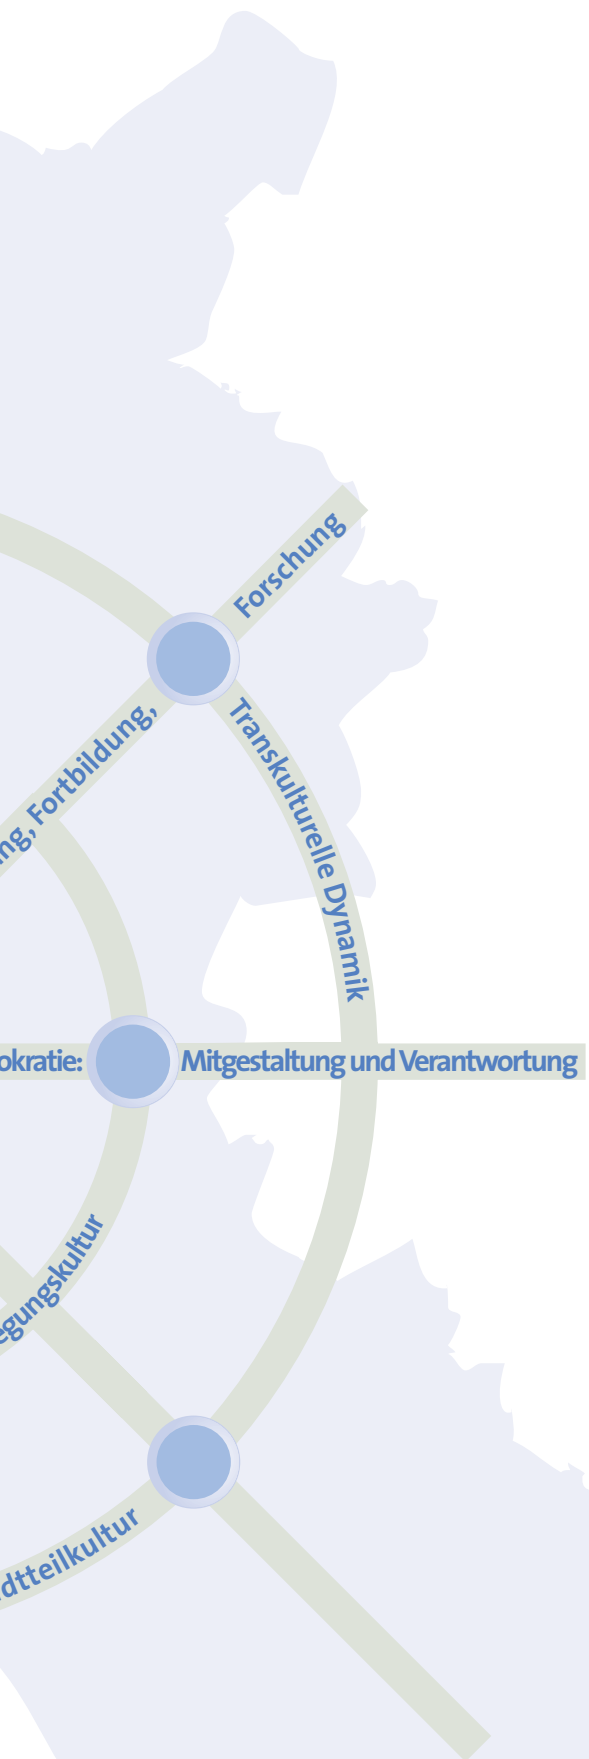 Forschung
ng, Fortbildung,
Transkulturelle Dynamik
okratie: Mitgestaltung und Verantwortung
egungskultur
dtteilkultur